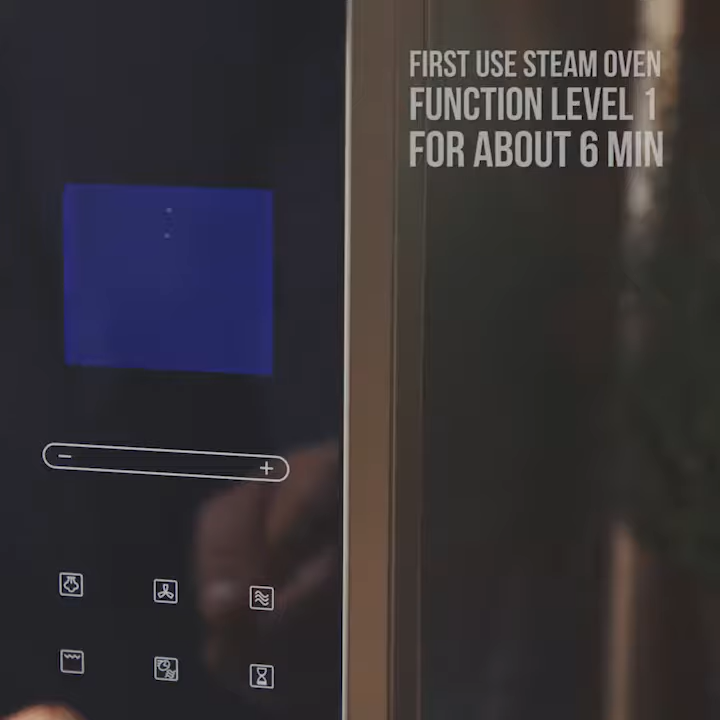 FIRST USE STEAM OVEN
FUNCTION LEVEL 1
FOR ABOUT 6 MIN
- +